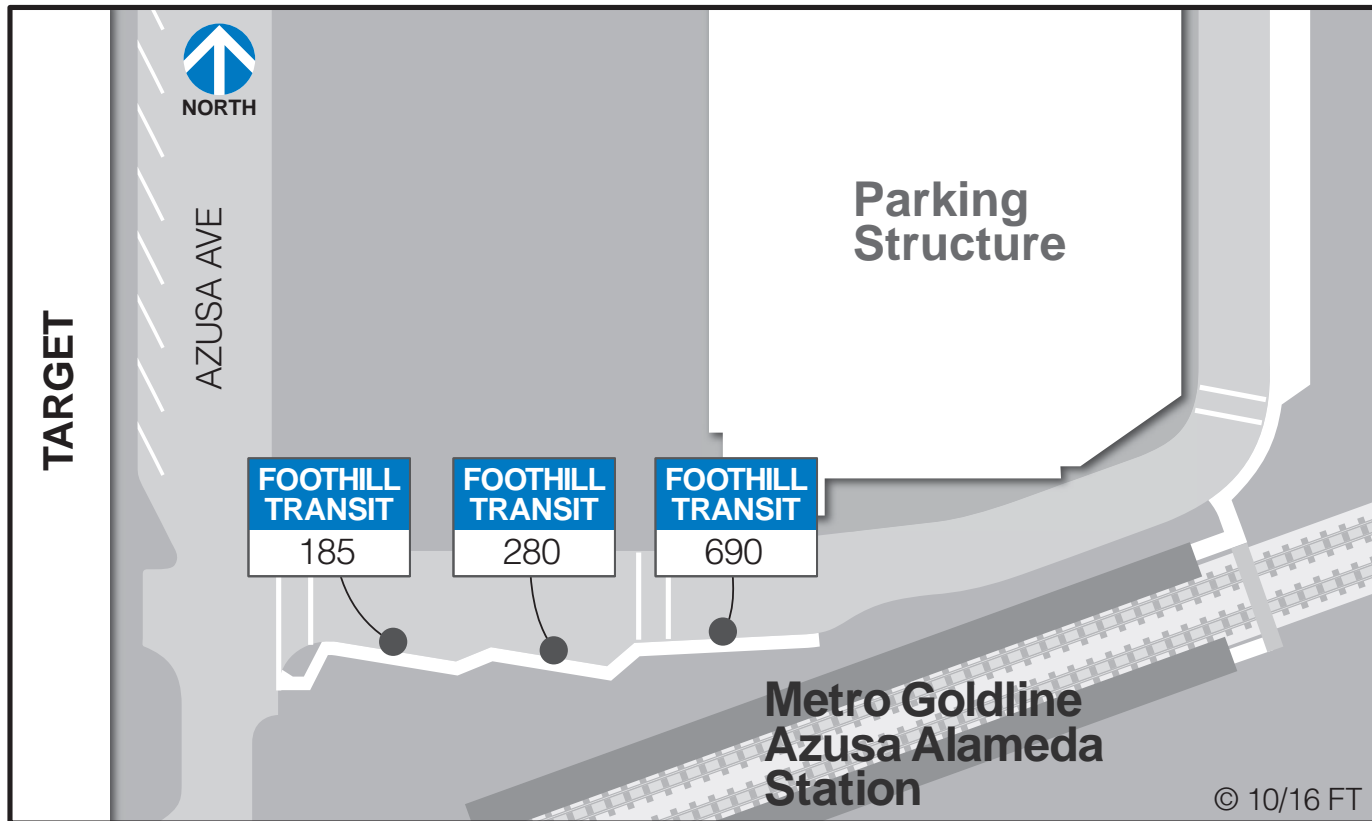 NORTH
AZUSA AVE
TARGET
Parking
Structure
FOOTHILL
TRANSIT
185
FOOTHILL
TRANSIT
280
FOOTHILL
TRANSIT
690
Metro Goldline
Azusa Alameda
Station
© 10/16 FT